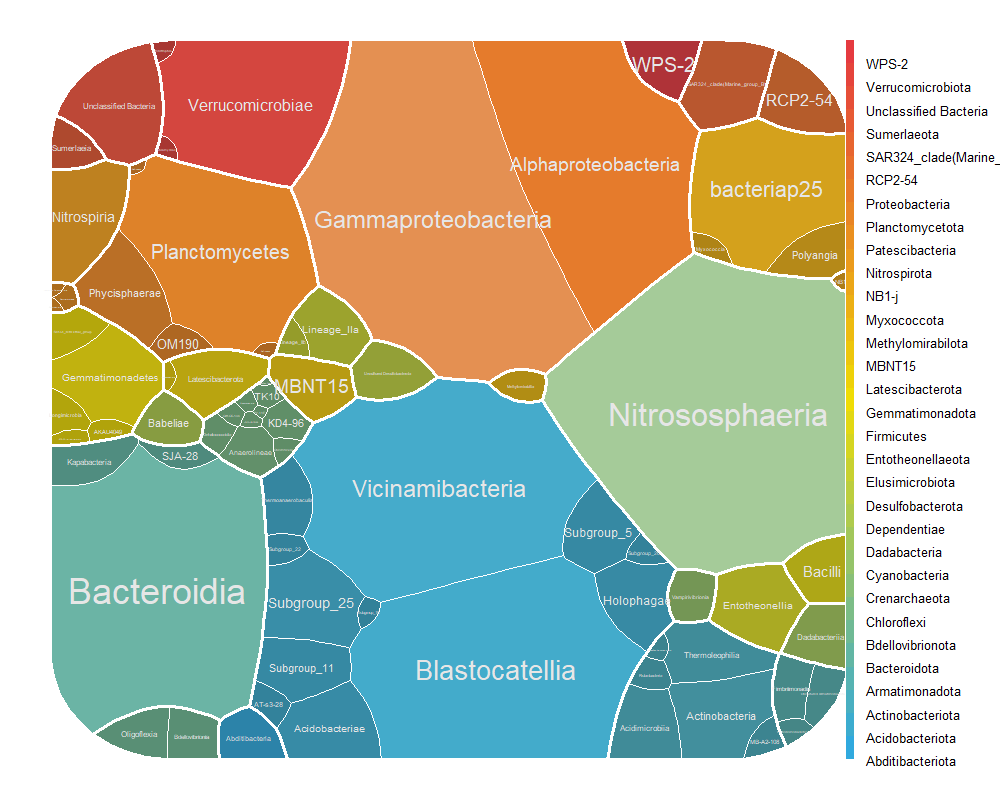 WPS-2
Unclassified Bacteria
Verrucomicrobiae
RCP2-54
Sumerlaeia
Alphaproteobacteria
bacteriap25
Nitrospiria
Gammaproteobacteria
Planctomycetes
Myxococcia
Polyangia
Phycisphaerae
Lineage_IIa
OM190
Gemmatimonadetes
Latescibacterota
MBNT15
TK10
Nitrososphaeria
Babeliae
KD4-96
AKAU4049
Anaerolineae
SJA-28
Kapabacteria
Vicinamibacteria
Subgroup_5
Subgroup_22
Bacilli
Bacteroidia
Subgroup_25
Holophagae
Vampirivibrionia
Entotheonellia
Dadabacteriia
Thermoleophilia
Subgroup_11
Blastocatellia
AT-s3-28
Actinobacteria
Acidobacteriae
Acidimicrobiia
Oligoflexia
Bdellovibrionia
Abditibacteria
MB-A2-108
WPS-2
Verrucomicrobiota
Unclassified Bacteria
Sumerlaeota
SAR324_clade(Marine_
RCP2-54
Proteobacteria
Planctomycetota
Patescibacteria
Nitrospirota
NB1-j
Myxococcota
Methylomirabilota
MBNT15
Latescibacterota
Gemmatimonadota
Firmicutes
Entotheonellaeota
Elusimicrobiota
Desulfobacterota
Dependentiae
Dadabacteria
Cyanobacteria
Crenarchaeota
Chloroflexi
Bdellovibrionota
Bacteroidota
Armatimonadota
Actinobacteriota
Acidobacteriota
Abditibacteriota